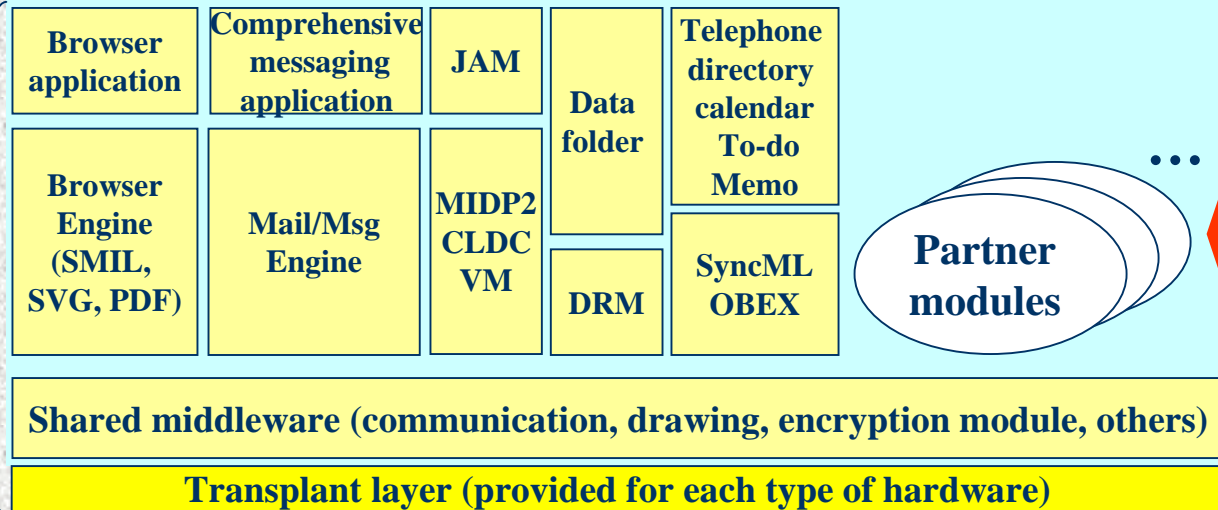 Browser
application
Comprehensive
messaging
application
JAM
Data
folder
Telephone
directory
calendar
To-do
Memo
Browser
Engine
(SMIL,
SVG, PDF)
Mail/Msg
Engine
MIDP2
CLDC
VM
DRM
SyncML
OBEX
...
Partner
modules
Shared middleware (communication, drawing, encryption module, others)
Transplant layer (provided for each type of hardware)